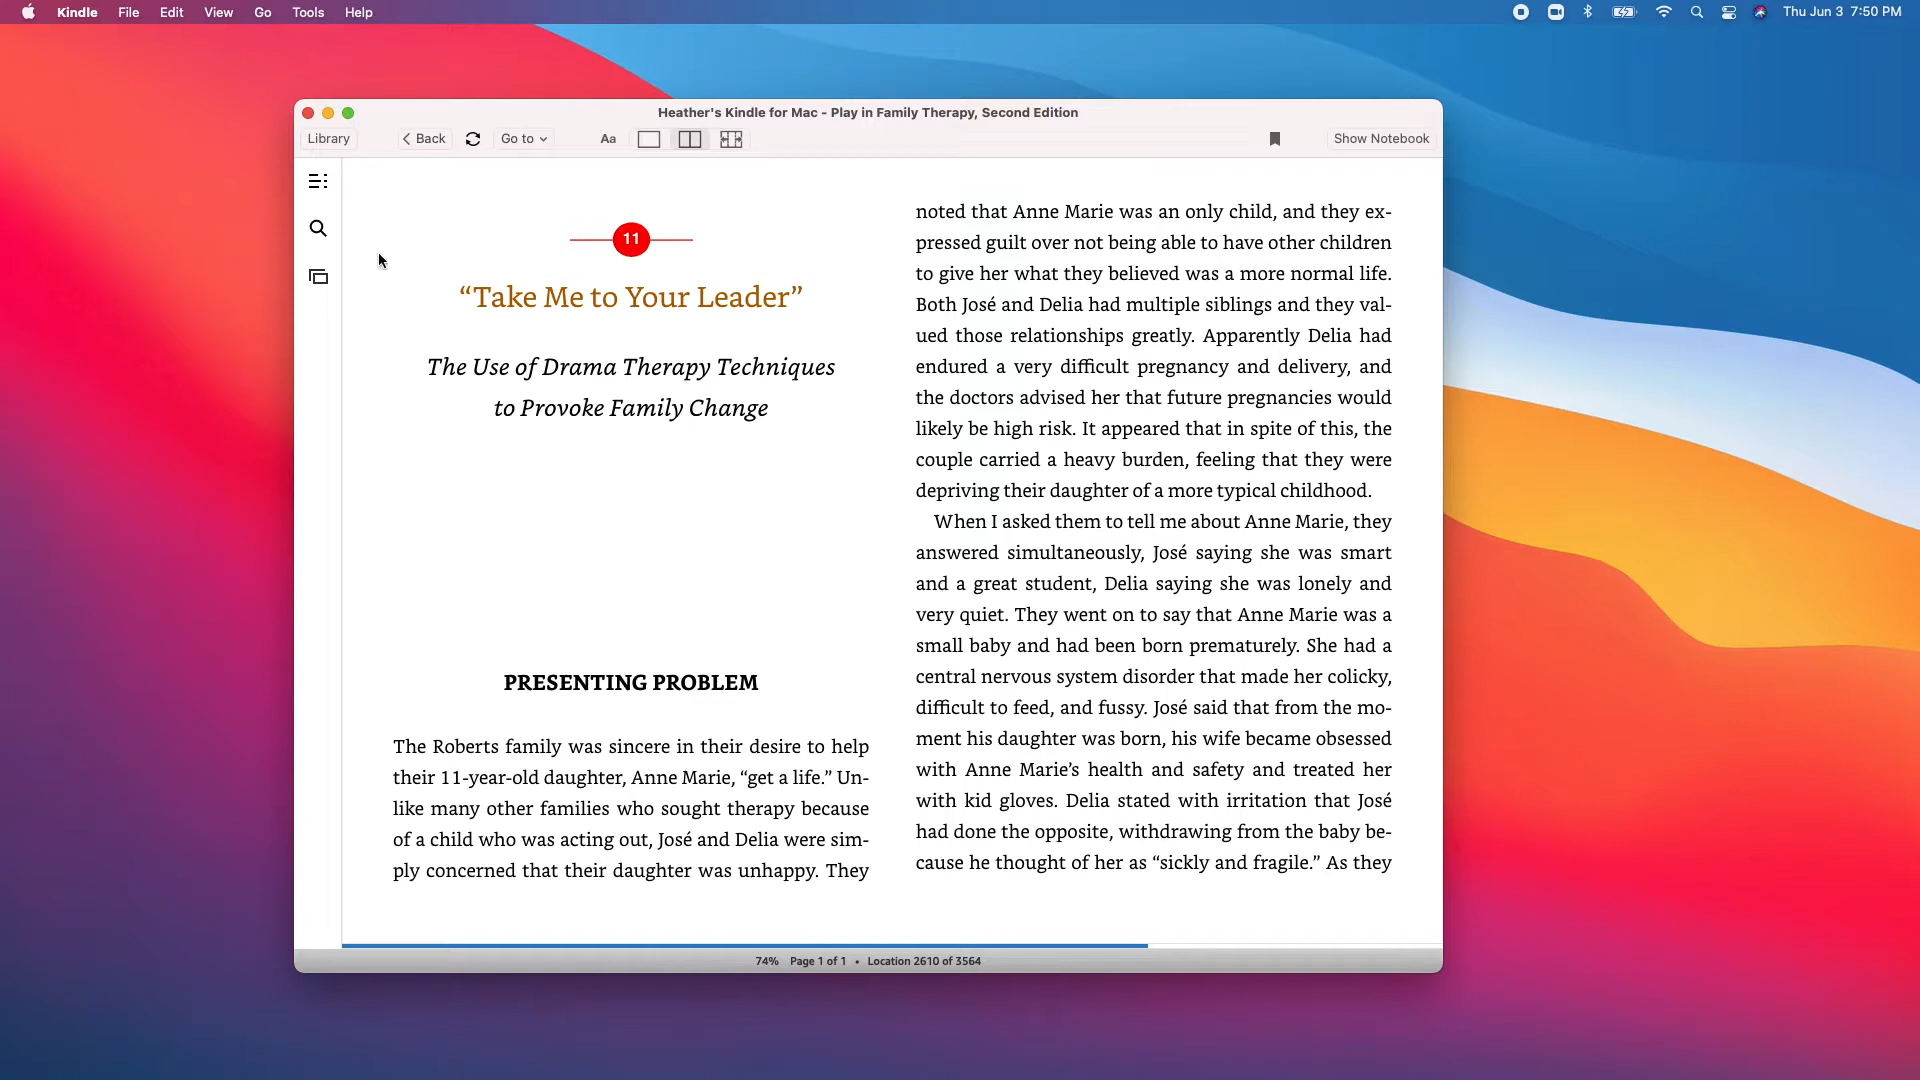 Kindle File Edit View Go Tools Help Thu Jun 3 7:50 PM
Heather's Kindle for Mac - Play in Family Therapy, Second Edition
Library Back Go to Aa Show Notebook
11
“Take Me to Your Leader”
The Use of Drama Therapy Techniques
to Provoke Family Change
PRESENTING PROBLEM
The Roberts family was sincere in their desire to help
their 11-year-old daughter, Anne Marie, “get a life.” Un-
like many other families who sought therapy because
of a child who was acting out, José and Delia were sim-
ply concerned that their daughter was unhappy. They
noted that Anne Marie was an only child, and they ex-
pressed guilt over not being able to have other children
to give her what they believed was a more normal life.
Both José and Delia had multiple siblings and they val-
ued those relationships greatly. Apparently Delia had
endured a very difficult pregnancy and delivery, and
the doctors advised her that future pregnancies would
likely be high risk. It appeared that in spite of this, the
couple carried a heavy burden, feeling that they were
depriving their daughter of a more typical childhood.
When I asked them to tell me about Anne Marie, they
answered simultaneously, José saying she was smart
and a great student, Delia saying she was lonely and
very quiet. They went on to say that Anne Marie was a
small baby and had been born prematurely. She had a
central nervous system disorder that made her colicky,
difficult to feed, and fussy. José said that from the mo-
ment his daughter was born, his wife became obsessed
with Anne Marie’s health and safety and treated her
with kid gloves. Delia stated with irritation that José
had done the opposite, withdrawing from the baby be-
cause he thought of her as “sickly and fragile.” As they
74% Page 1 of 1 • Location 2610 of 3564